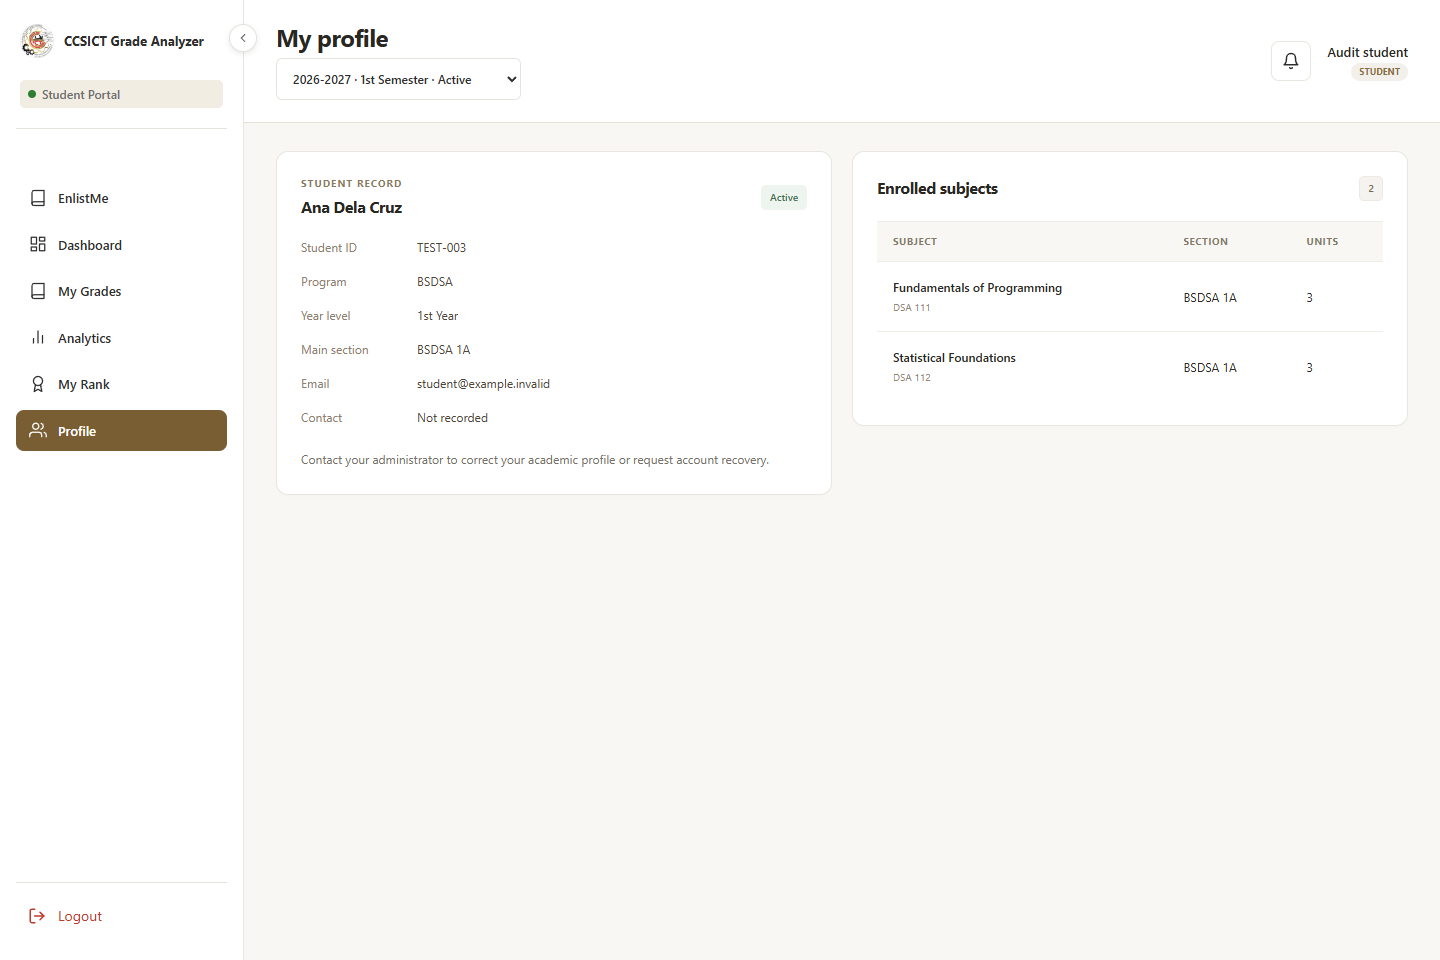 CCSICT Grade Analyzer
Student Portal
EnlistMe
Dashboard
My Grades
Analytics
My Rank
Profile
Logout
My profile
2026-2027 · 1st Semester · Active
Audit student
STUDENT
STUDENT RECORD
Ana Dela Cruz
Active
Student ID TEST-003
Program BSDSA
Year level 1st Year
Main section BSDSA 1A
Email student@example.invalid
Contact Not recorded
Contact your administrator to correct your academic profile or request account recovery.
Enrolled subjects
2
SUBJECT SECTION UNITS
Fundamentals of Programming
DSA 111
BSDSA 1A 3
Statistical Foundations
DSA 112
BSDSA 1A 3